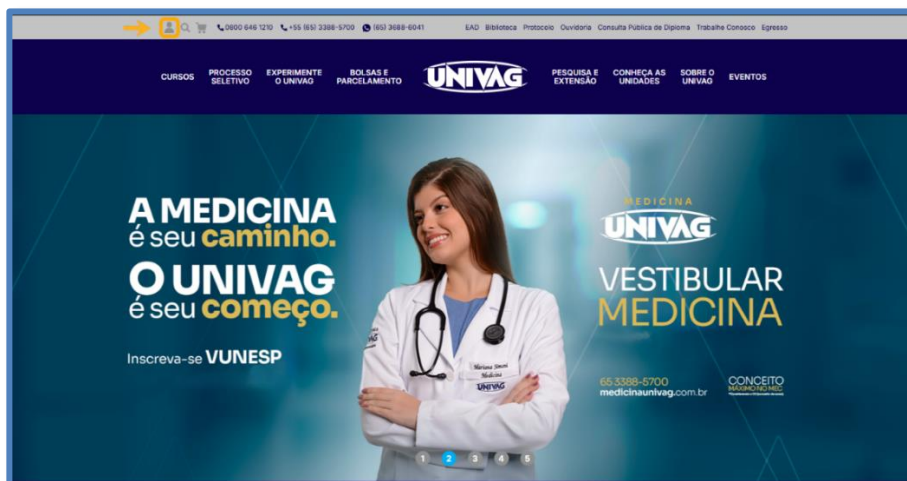 0800 646 1210 +55 (65) 3388-5700 (65) 3688-6041 EAD Biblioteca Protocolo Ouvidoria Consulta Pública de Diploma Trabalhe Conosco Egresso
CURSOS PROCESSO SELETIVO EXPERIMENTE O UNIVAG BOLSAS E PARCELAMENTO UNIVAG PESQUISA E EXTENSÃO CONHEÇA AS UNIDADES SOBRE O UNIVAG EVENTOS
A MEDICINA
é seu caminho.
O UNIVAG
é seu começo.
Inscreva-se VUNESP
Mariana Simoni
Medicina
UNIVAG
MEDICINA
UNIVAG
VESTIBULAR
MEDICINA
65 3388-5700
medicinaunivag.com.br
CONCEITO
MÁXIMO NO MEC
1 2 3 4 5